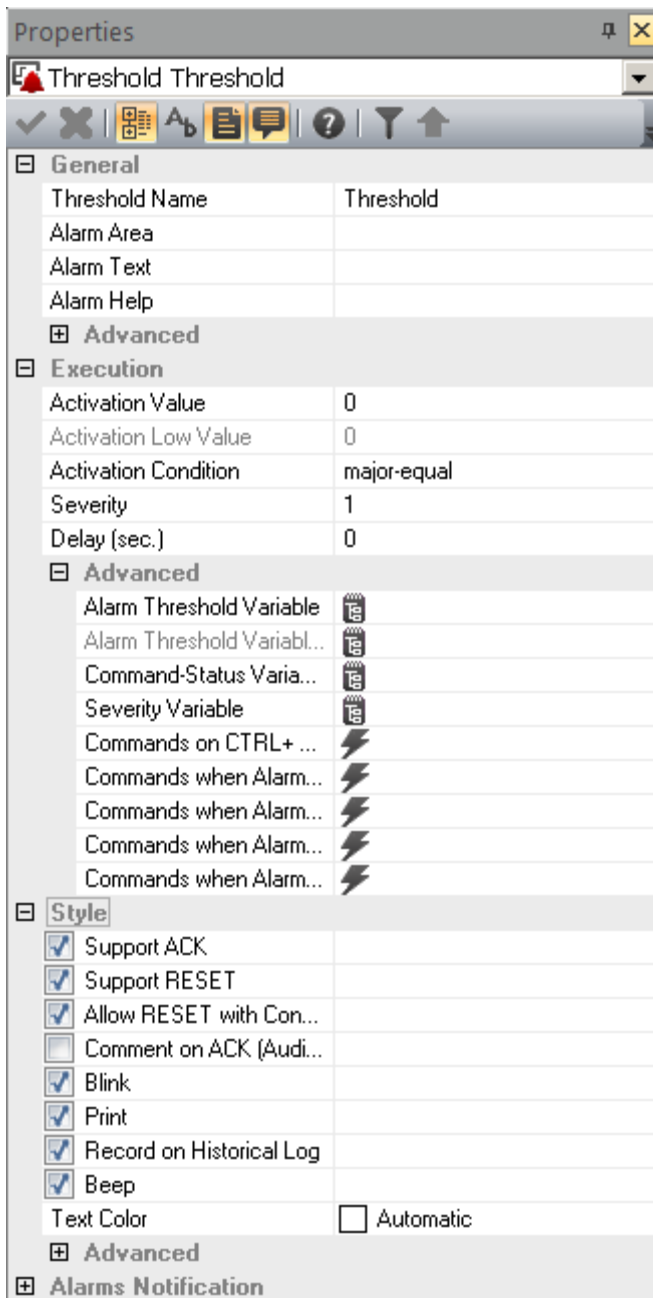 Properties
Threshold Threshold
General
Threshold Name Threshold
Alarm Area
Alarm Text
Alarm Help
Advanced
Execution
Activation Value 0
Activation Low Value 0
Activation Condition major-equal
Severity 1
Delay (sec.) 0
Advanced
Alarm Threshold Variable
Alarm Threshold Variabl...
Command-Status Varia...
Severity Variable
Commands on CTRL+ ...
Commands when Alarm...
Commands when Alarm...
Commands when Alarm...
Commands when Alarm...
Style
Support ACK
Support RESET
Allow RESET with Con...
Comment on ACK (Audi...
Blink
Print
Record on Historical Log
Beep
Text Color Automatic
Advanced
Alarms Notification